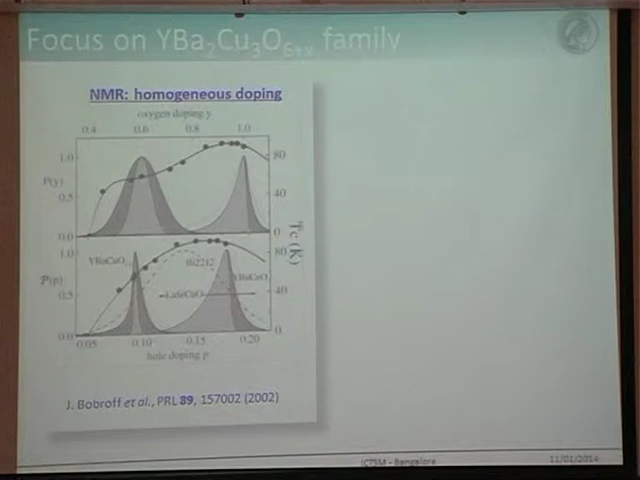 Focus on YBa2Cu3O6+y family
NMR: homogeneous doping
oxygen doping y
0.4 0.6 0.8 1.0
1.0 80
P(y) 0.5 40
0.0 0
Tc (K)
1.0 80
YBaCuO Bi2212
P(p) YBaCuO
0.5 LaSrCuO 40
0.0 0
0.05 0.10 0.15 0.20
hole doping p
J. Bobroff et al., PRL 89, 157002 (2002)
ICTSM - Bangalore 11/01/2014